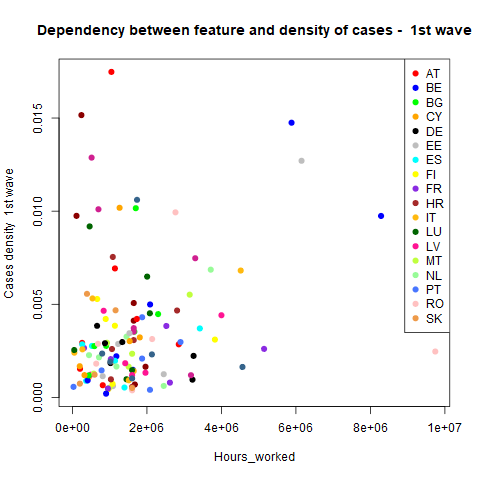 Dependency between feature and density of cases - 1st wave
Cases density 1st wave
0.000
0.005
0.010
0.015
0e+00
2e+06
4e+06
6e+06
8e+06
1e+07
Hours_worked
AT
BE
BG
CY
DE
EE
ES
FI
FR
HR
IT
LU
LV
MT
NL
PT
RO
SK